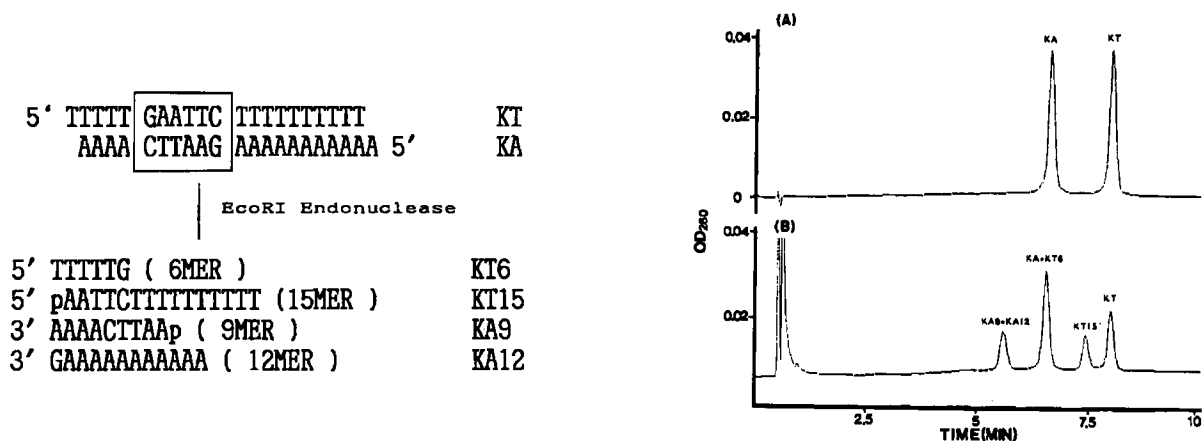 5' TTTTT GAATTC TTTTTTTTTT KT
AAAA CTTAAG AAAAAAAAAAA 5' KA
EcoRI Endonuclease
5' TTTTTG ( 6MER ) KT6
5' pAATTCTTTTTTTTTT (15MER ) KT15
3' AAAACTTAAp ( 9MER ) KA9
3' GAAAAAAAAAAA ( 12MER ) KA12
(A)
0.04
KA
KT
0.02
0
OD260
(B)
0.04
KA9+KA12
KA+KT6
KT15
KT
0.02
2.5
5
7.5
10
TIME(MIN)